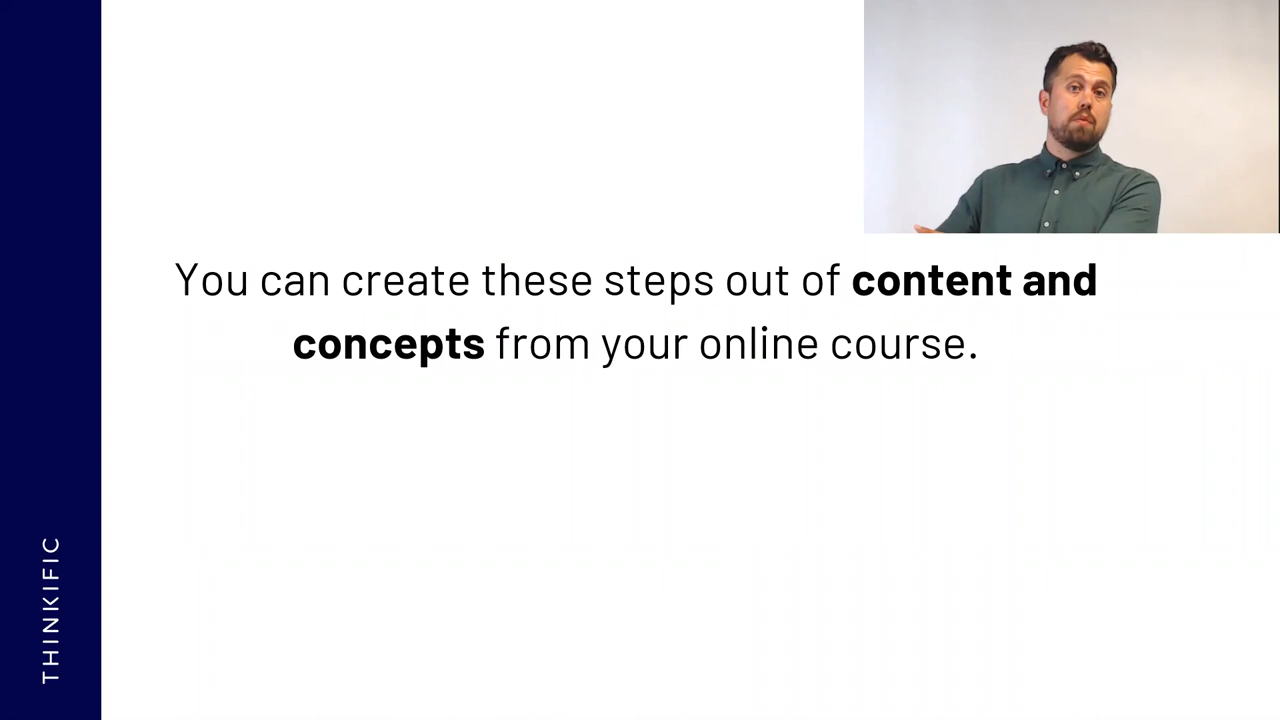 You can create these steps out of content and
concepts from your online course.
THINKIFIC